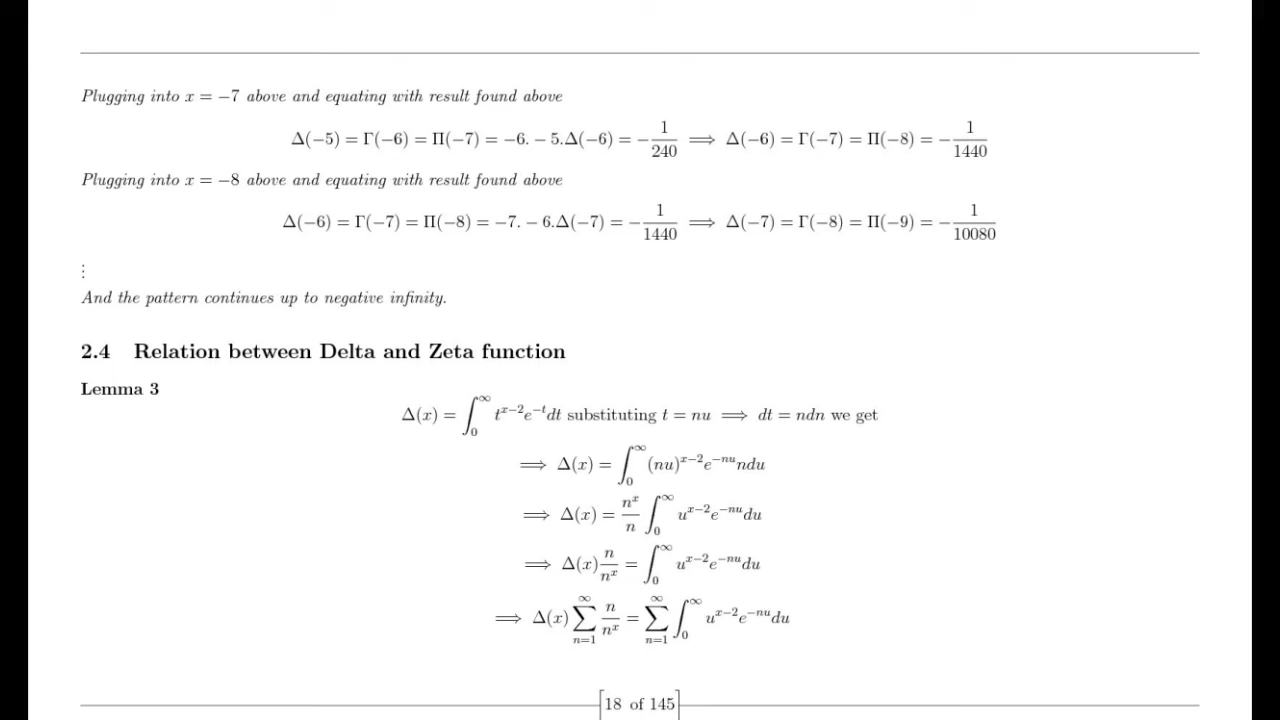 Plugging into x = −7 above and equating with result found above
Δ(−5) = Γ(−6) = Π(−7) = −6. − 5.Δ(−6) = −1/240 ⟹ Δ(−6) = Γ(−7) = Π(−8) = −1/1440
Plugging into x = −8 above and equating with result found above
Δ(−6) = Γ(−7) = Π(−8) = −7. − 6.Δ(−7) = −1/1440 ⟹ Δ(−7) = Γ(−8) = Π(−9) = −1/10080
⋮
And the pattern continues up to negative infinity.
2.4 Relation between Delta and Zeta function
Lemma 3
Δ(x) = ∫₀^∞ t^{x−2}e^{−t}dt substituting t = nu ⟹ dt = ndn we get
⟹ Δ(x) = ∫₀^∞ (nu)^{x−2}e^{−nu}ndu
⟹ Δ(x) = n^x/n ∫₀^∞ u^{x−2}e^{−nu}du
⟹ Δ(x) n/n^x = ∫₀^∞ u^{x−2}e^{−nu}du
⟹ Δ(x) ∑_{n=1}^∞ n/n^x = ∑_{n=1}^∞ ∫₀^∞ u^{x−2}e^{−nu}du
18 of 145